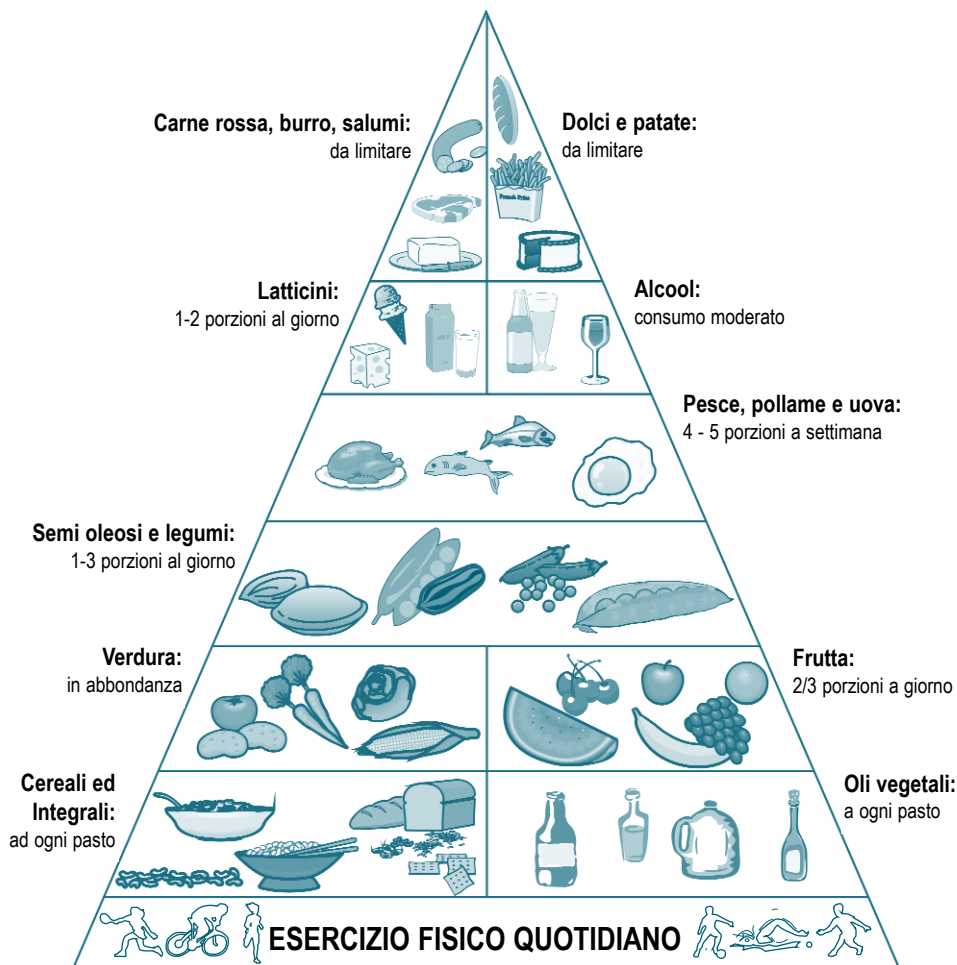 Carne rossa, burro, salumi:
da limitare
Dolci e patate:
da limitare
French Fries
Latticini:
1-2 porzioni al giorno
Alcool:
consumo moderato
Pesce, pollame e uova:
4 - 5 porzioni a settimana
Semi oleosi e legumi:
1-3 porzioni al giorno
Verdura:
in abbondanza
Frutta:
2/3 porzioni a giorno
Cereali ed
Integrali:
ad ogni pasto
Oli vegetali:
a ogni pasto
ESERCIZIO FISICO QUOTIDIANO